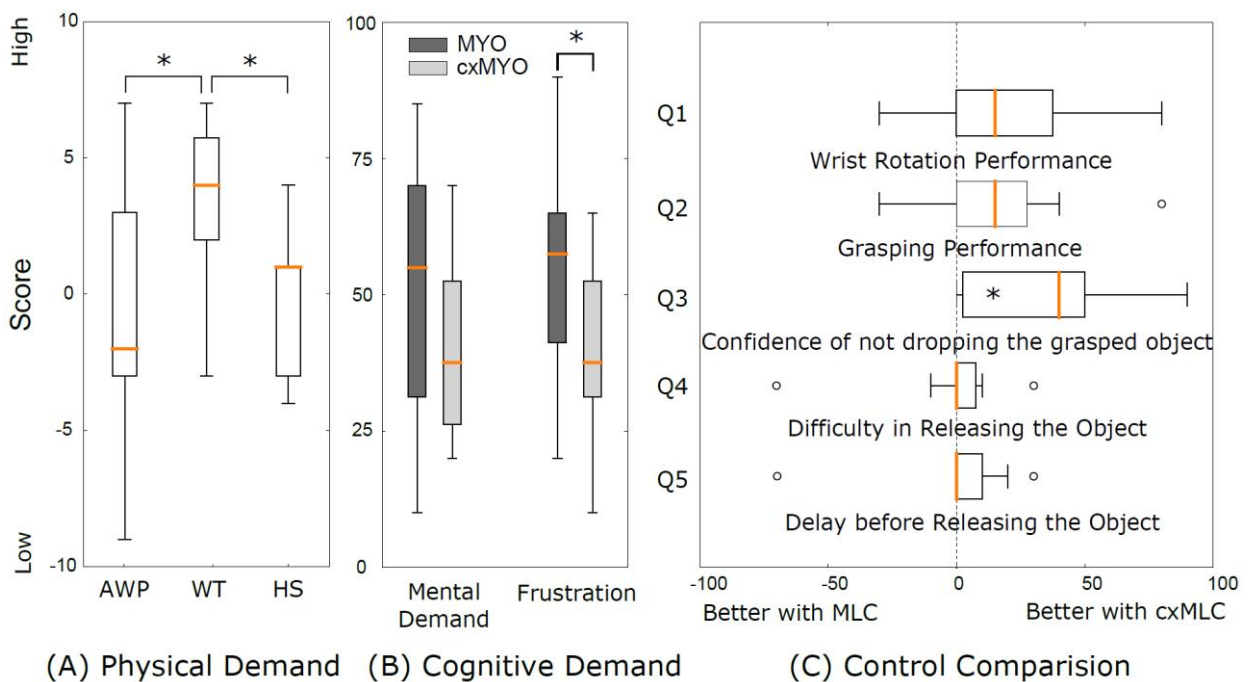 High
Score
Low
10
5
0
-5
-10
*
*
AWP
WT
HS
(A) Physical Demand
100
75
50
25
0
MYO
cxMYO
*
Mental
Demand
Frustration
(B) Cognitive Demand
Q1
Wrist Rotation Performance
Q2
Grasping Performance
Q3
*
Confidence of not dropping the grasped object
Q4
Difficulty in Releasing the Object
Q5
Delay before Releasing the Object
-100
-50
0
50
100
Better with MLC
Better with cxMLC
(C) Control Comparision